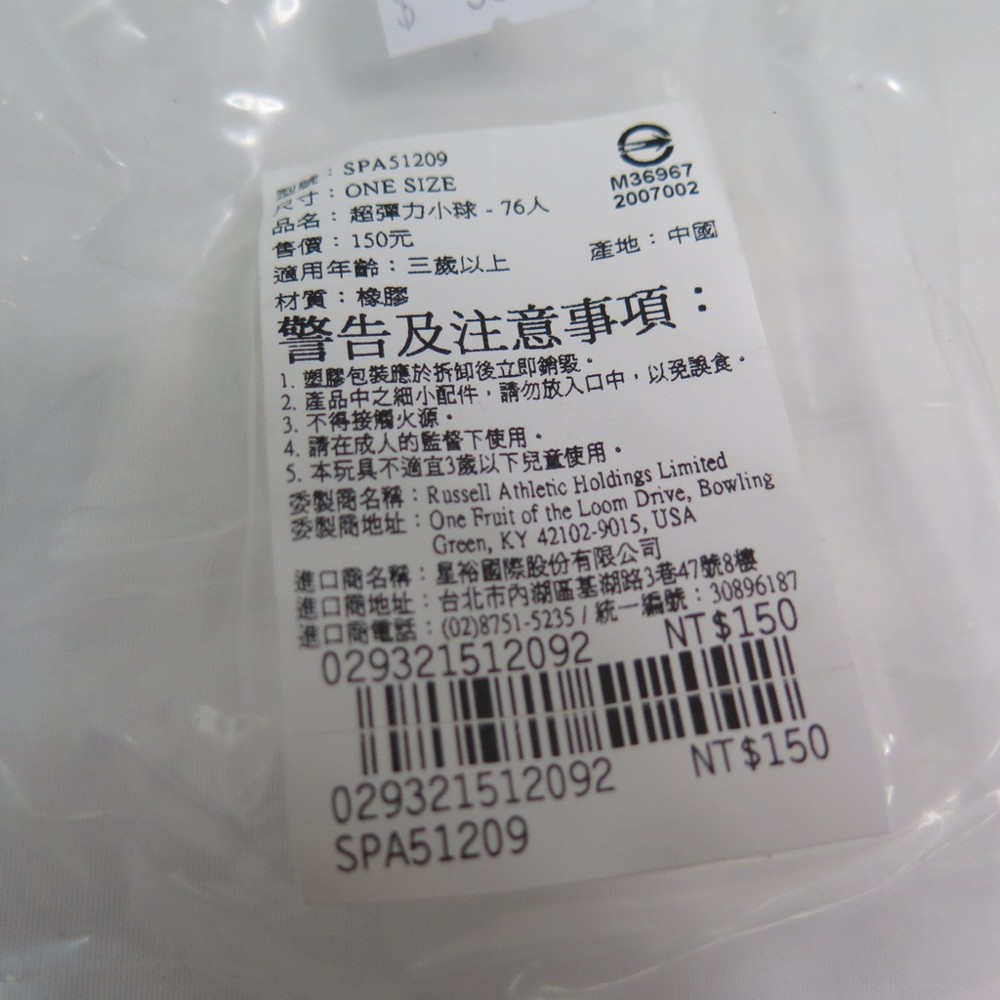 $
型號：SPA51209
尺寸：ONE SIZE
品名：超彈力小球 - 76人
售價：150元
適用年齡：三歲以上
材質：橡膠
M36967
2007002
產地：中國
警告及注意事項：
1. 塑膠包裝應於拆卸後立即銷毀。
2. 產品中之細小配件，請勿放入口中，以免誤食。
3. 不得接觸火源。
4. 請在成人的監督下使用。
5. 本玩具不適宜3歲以下兒童使用。
委製商名稱：Russell Athletic Holdings Limited
委製商地址：One Fruit of the Loom Drive, Bowling
Green, KY 42102-9015, USA
進口商名稱：星裕國際股份有限公司
進口商地址：台北市內湖區基湖路3巷47號8樓
進口商電話：(02)8751-5235 / 統一編號：30896187
029321512092 NT$150
029321512092 NT$150
SPA51209